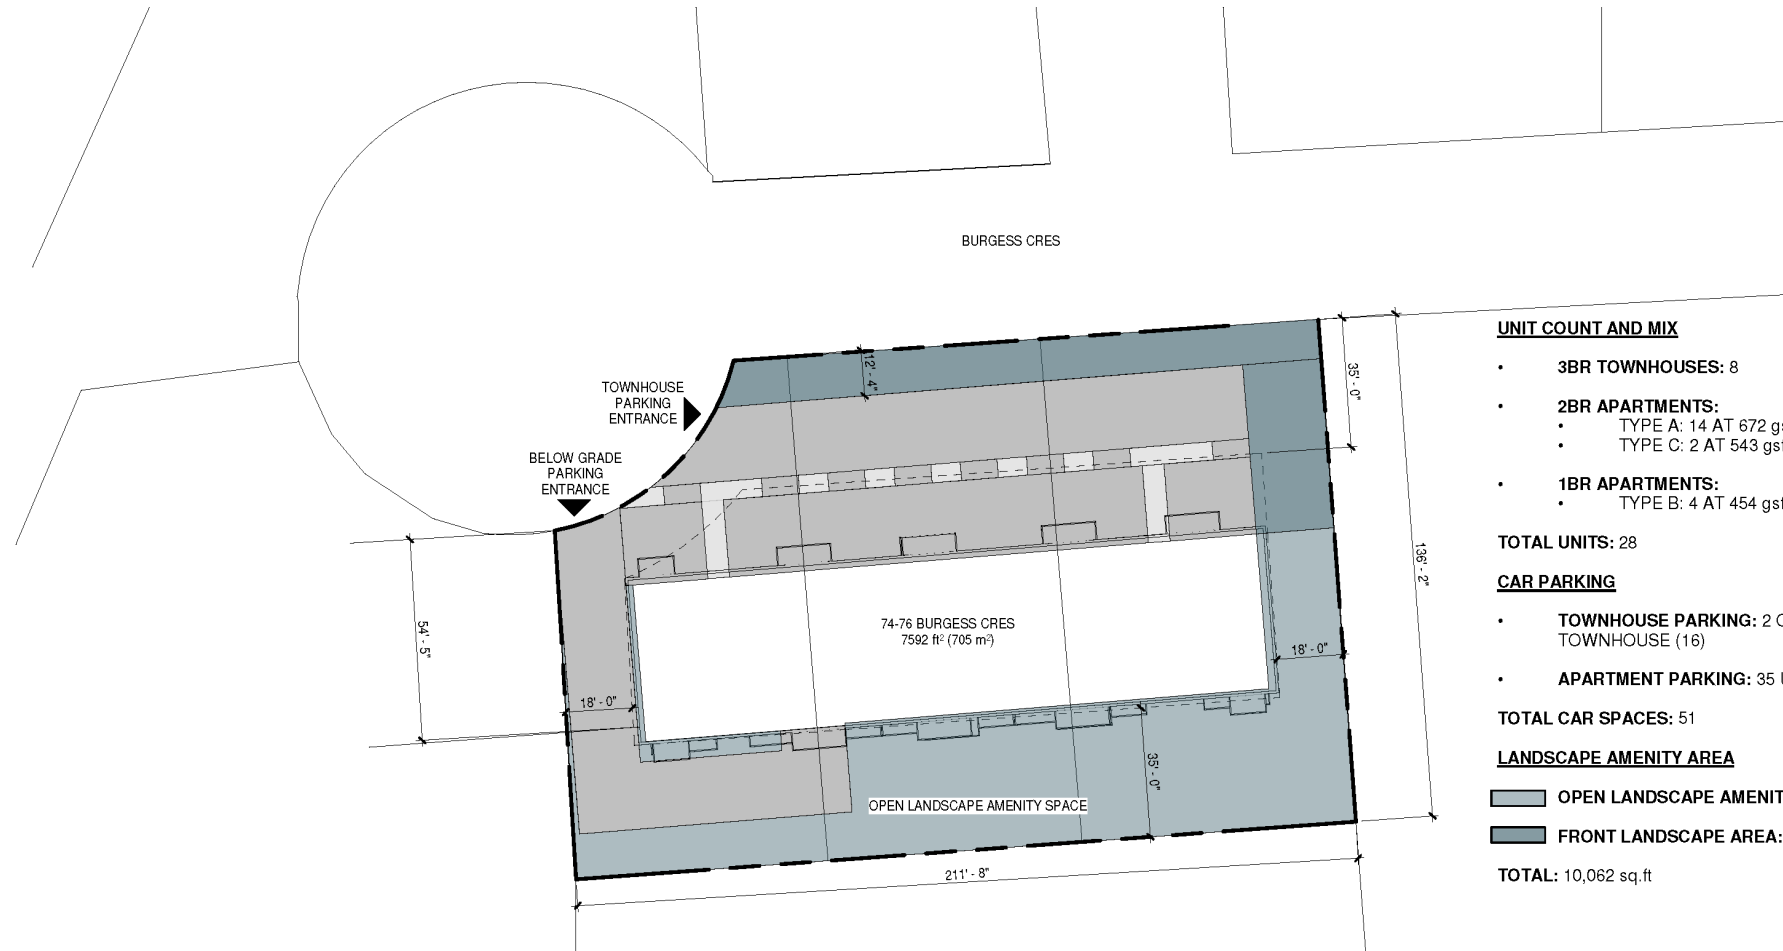 BURGESS CRES
TOWNHOUSE
PARKING
ENTRANCE
BELOW GRADE
PARKING
ENTRANCE
12' - 4"
35' - 0"
136' - 2"
54' - 5"
18' - 0"
74-76 BURGESS CRES
7592 ft² (705 m²)
18' - 0"
35' - 0"
OPEN LANDSCAPE AMENITY SPACE
211' - 8"
UNIT COUNT AND MIX
• 3BR TOWNHOUSES: 8
• 2BR APARTMENTS:
• TYPE A: 14 AT 672 gs
• TYPE C: 2 AT 543 gsf
• 1BR APARTMENTS:
• TYPE B: 4 AT 454 gsf
TOTAL UNITS: 28
CAR PARKING
• TOWNHOUSE PARKING: 2
TOWNHOUSE (16)
• APARTMENT PARKING: 35
TOTAL CAR SPACES: 51
LANDSCAPE AMENITY AREA
OPEN LANDSCAPE AMENIT
FRONT LANDSCAPE AREA:
TOTAL: 10,062 sq.ft